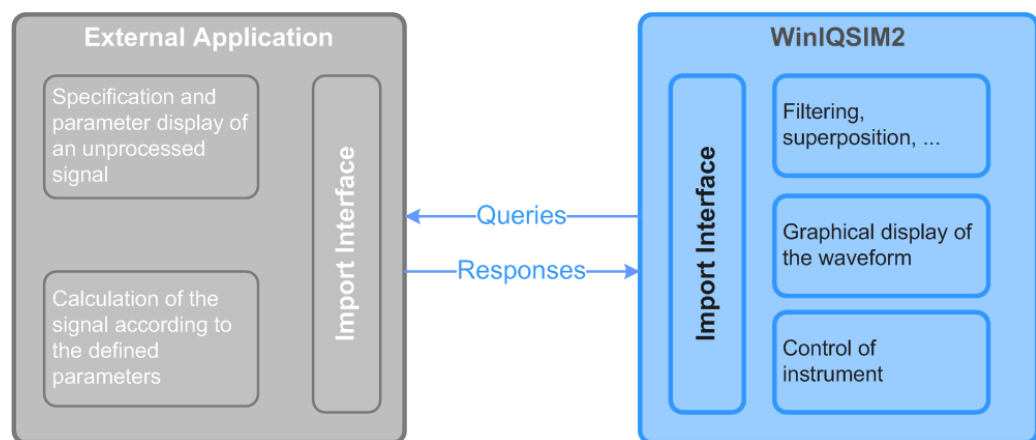 External Application
Specification and
parameter display of
an unprocessed
signal
Calculation of the
signal according to
the defined
parameters
Import Interface
Queries
Responses
WinIQSIM2
Import Interface
Filtering,
superposition, ...
Graphical display of
the waveform
Control of
instrument